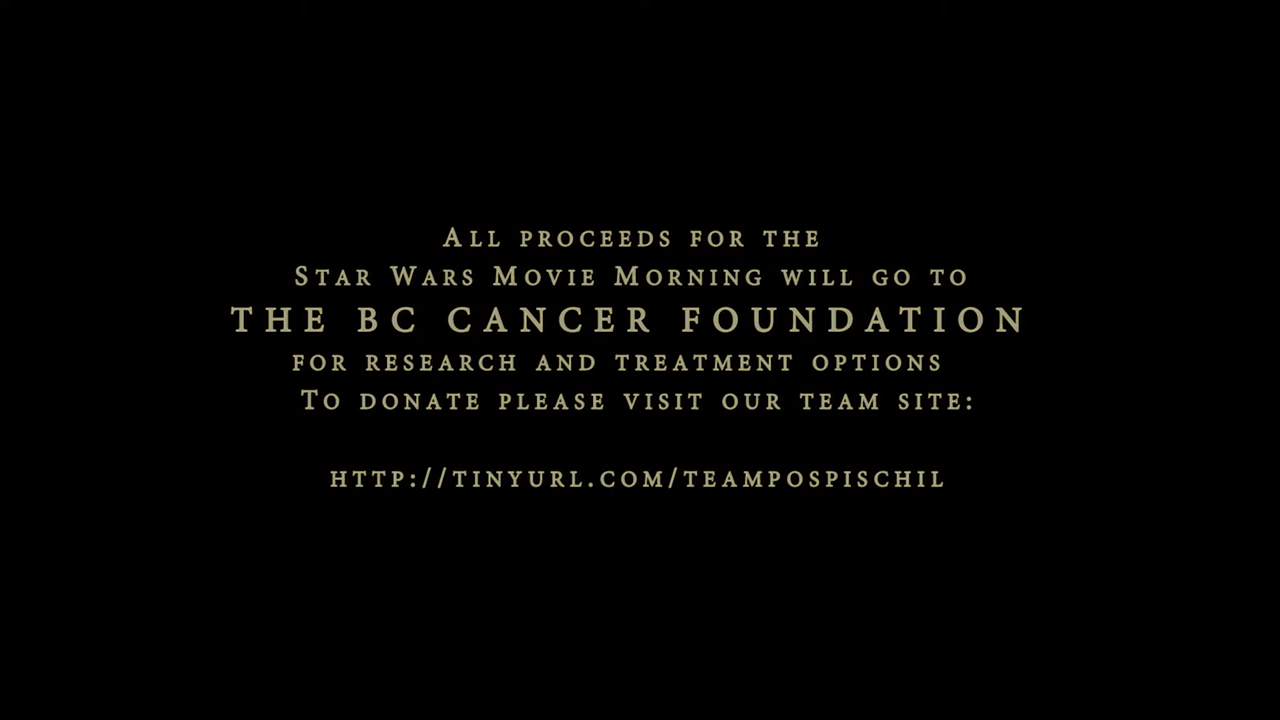 All proceeds for the
Star Wars Movie Morning will go to
THE BC CANCER FOUNDATION
for research and treatment options
To donate please visit our team site:
http://tinyurl.com/teampospischil